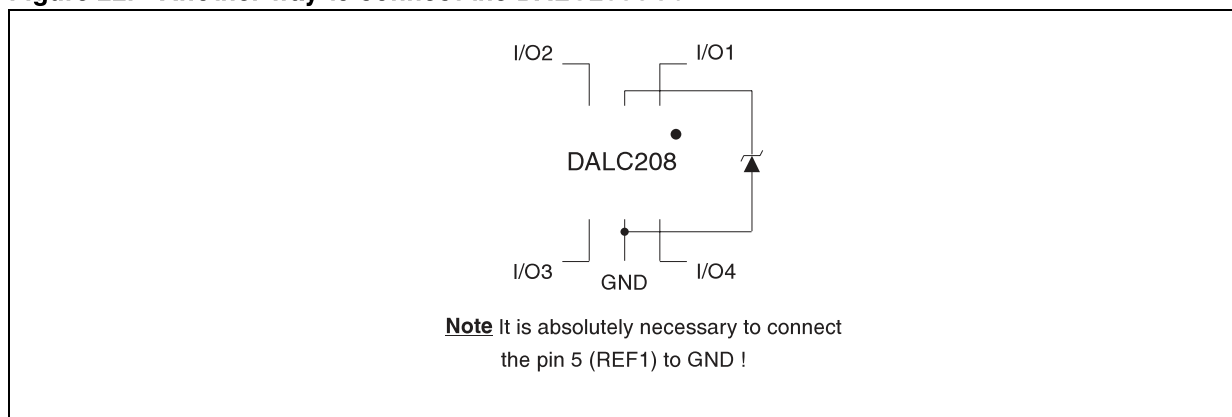 I/O2 I/O1
DALC208
I/O3 GND I/O4
Note It is absolutely necessary to connect
the pin 5 (REF1) to GND !